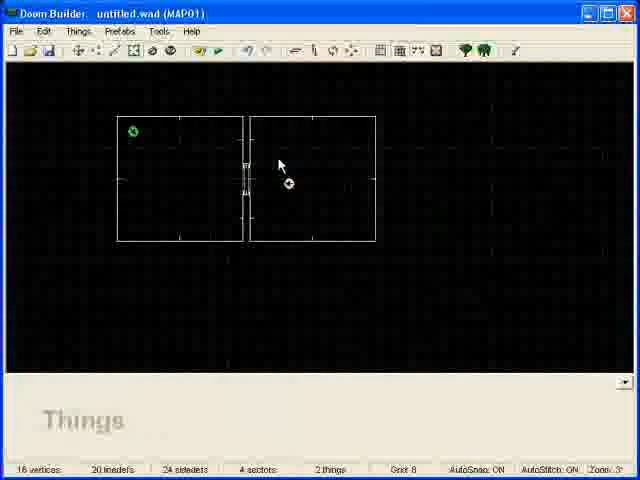 Doom Builder   untitled.wad (MAP01)
File Edit Things Prefabs Tools Help
Things
16 vertices 20 linedefs 24 sidedefs 4 sectors 2 things Grid: 8 AutoSnap: ON AutoStitch: ON Zoom: